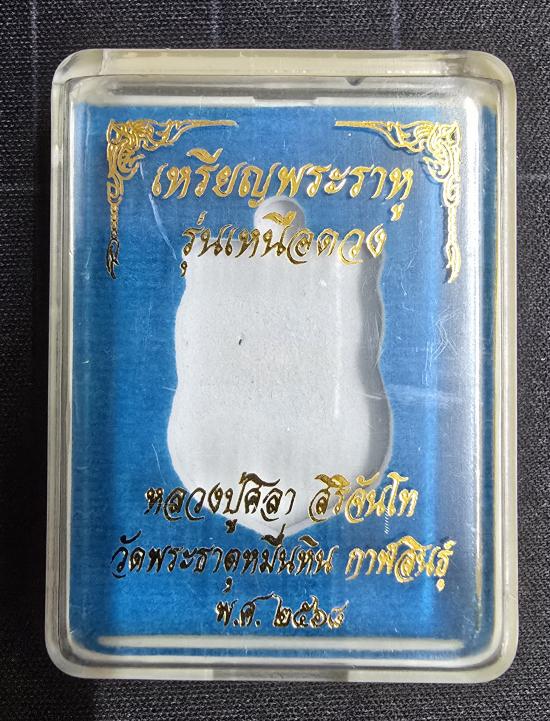 เหรียญพระราหู
รุ่นเหนือดวง
หลวงปู่ศิลา สิริจันโท
วัดพระธาตุหมื่นหิน กาฬสินธุ์
พ.ศ. ๒๕๖๘